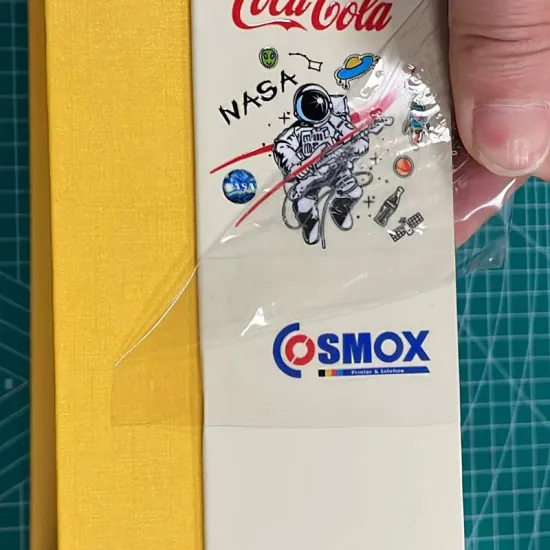 Coca-Cola
NASA
NASA
COSMOX
Printer & Solution